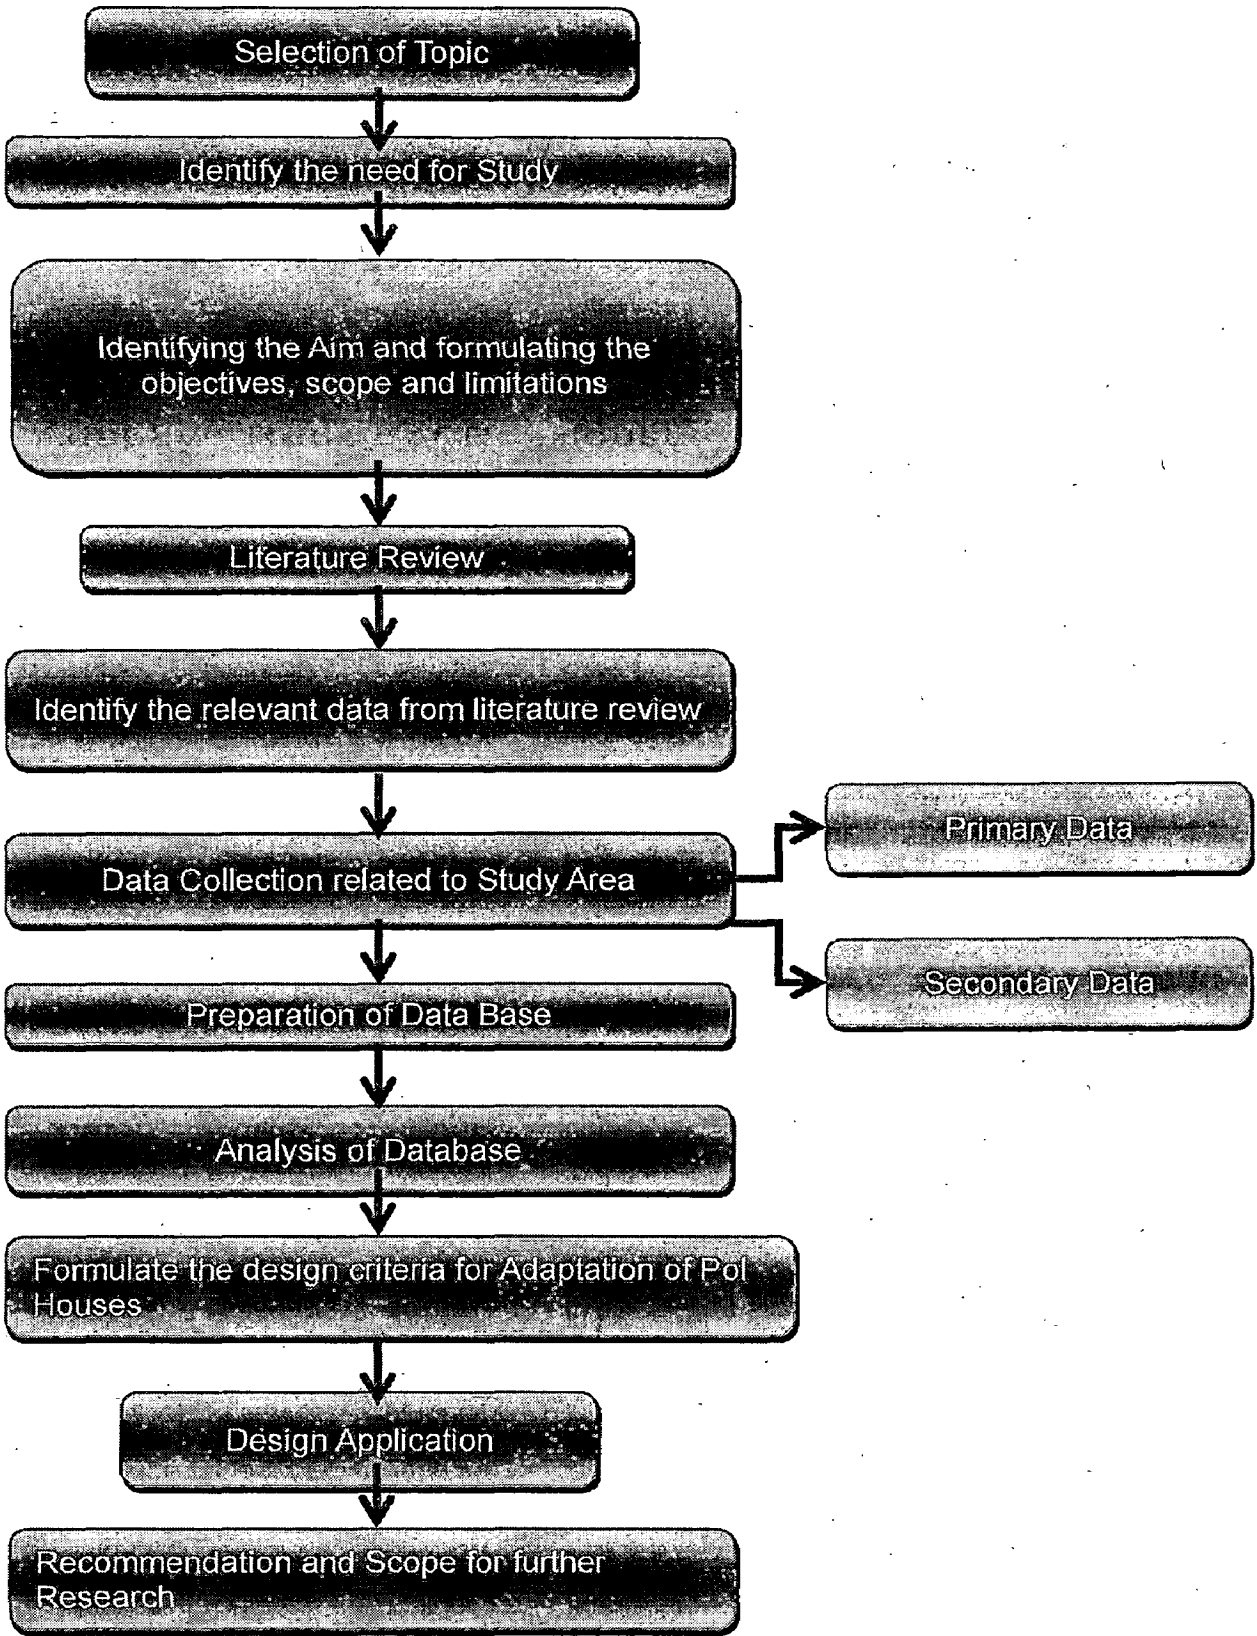 Selection of Topic
Identify the need for Study
Identifying the Aim and formulating the
objectives, scope and limitations
Literature Review
Identify the relevant data from literature review
Data Collection related to Study Area
Primary Data
Secondary Data
Preparation of Data Base
Analysis of Database
Formulate the design criteria for Adaptation of Pol
Houses
Design Application
Recommendation and Scope for further
Research